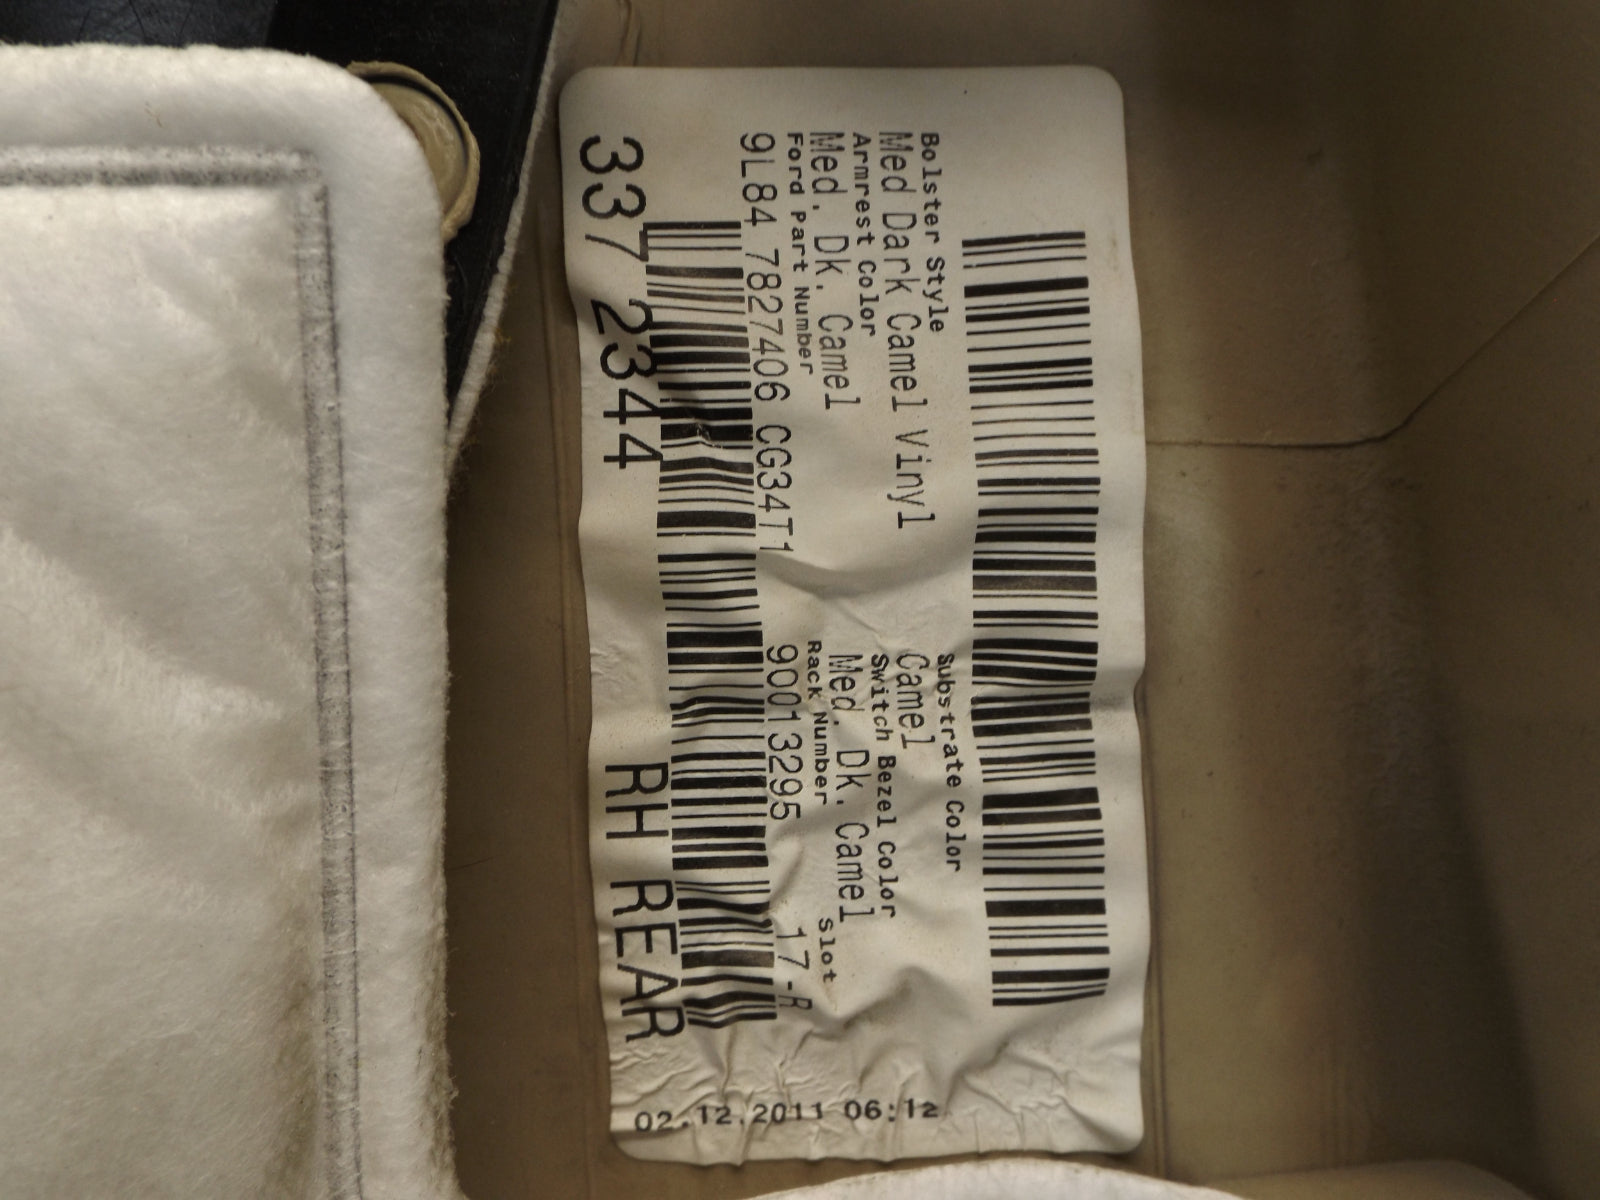 Bolster Style
Substrate Color
Med Dark Camel Vinyl
Camel
Armrest Color
Switch Bezel Color
Med. Dk. Camel
Med. Dk. Camel
Ford Part Number
Rack Number
Slot
9L84 7827406 CG34T1
90013295
17-R
337 2344
RH REAR
02.12.2011 06:12